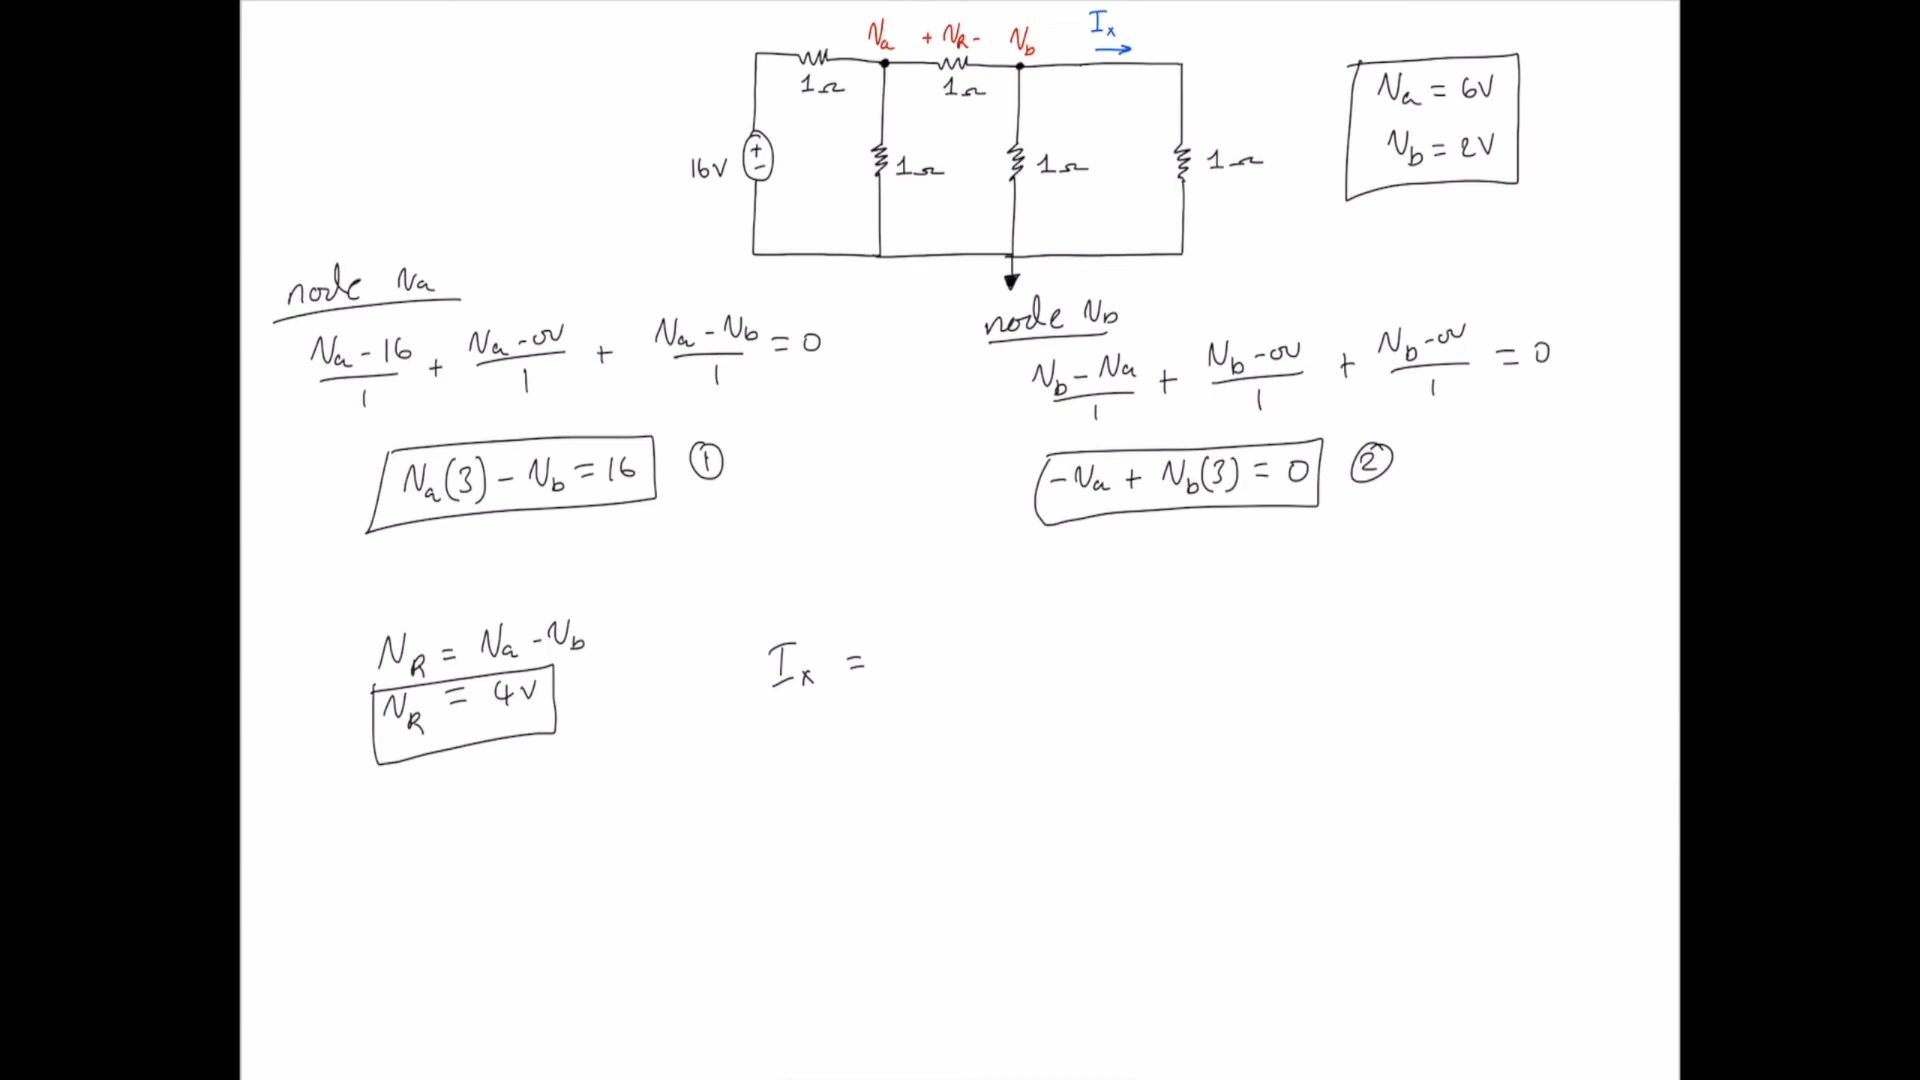 Va + VR - Vb Ix
1Ω 1Ω
16V + - 1Ω 1Ω 1Ω
Va = 6V
Vb = 2V
node Va
(Va - 16)/1 + (Va - 0V)/1 + (Va - Vb)/1 = 0
Va(3) - Vb = 16 ①
node Vb
(Vb - Va)/1 + (Vb - 0V)/1 + (Vb - 0V)/1 = 0
-Va + Vb(3) = 0 ②
VR = Va - Vb
VR = 4V
Ix =